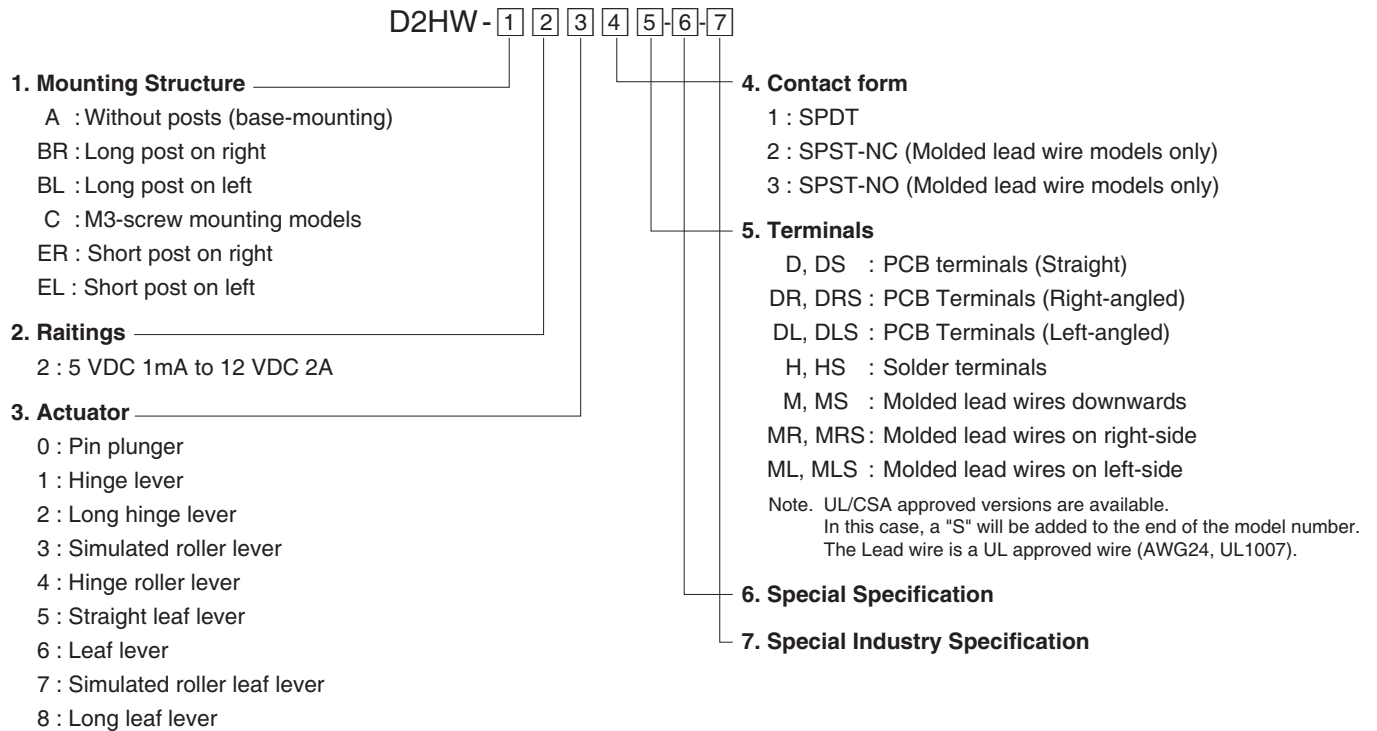 D2HW - 1 2 3 4 5 - 6 - 7
1. Mounting Structure
A : Without posts (base-mounting)
BR : Long post on right
BL : Long post on left
C : M3-screw mounting models
ER : Short post on right
EL : Short post on left
2. Raitings
2 : 5 VDC 1mA to 12 VDC 2A
3. Actuator
0 : Pin plunger
1 : Hinge lever
2 : Long hinge lever
3 : Simulated roller lever
4 : Hinge roller lever
5 : Straight leaf lever
6 : Leaf lever
7 : Simulated roller leaf lever
8 : Long leaf lever
4. Contact form
1 : SPDT
2 : SPST-NC (Molded lead wire models only)
3 : SPST-NO (Molded lead wire models only)
5. Terminals
D, DS : PCB terminals (Straight)
DR, DRS : PCB Terminals (Right-angled)
DL, DLS : PCB Terminals (Left-angled)
H, HS : Solder terminals
M, MS : Molded lead wires downwards
MR, MRS : Molded lead wires on right-side
ML, MLS : Molded lead wires on left-side
Note. UL/CSA approved versions are available.
In this case, a "S" will be added to the end of the model number.
The Lead wire is a UL approved wire (AWG24, UL1007).
6. Special Specification
7. Special Industry Specification